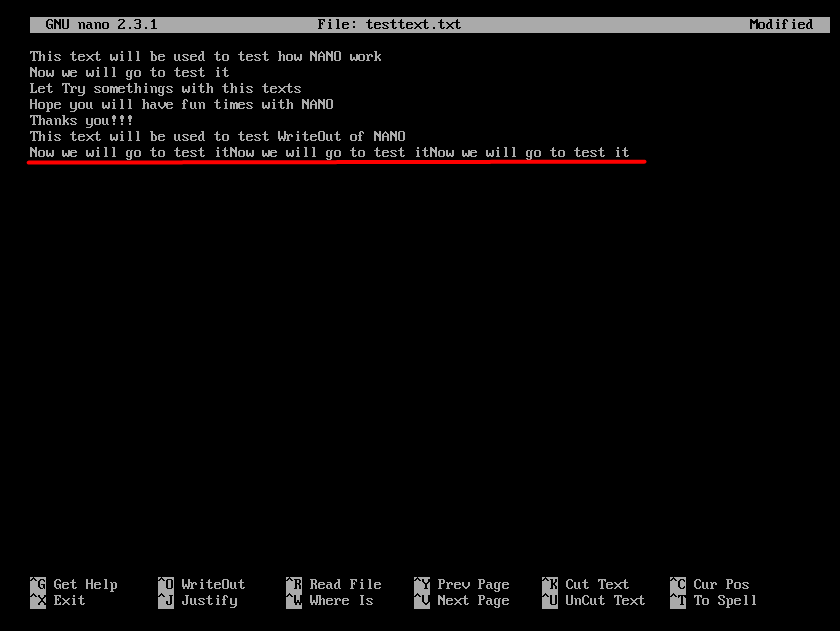 GNU nano 2.3.1 File: testtext.txt Modified
This text will be used to test how NANO work
Now we will go to test it
Let Try somethings with this texts
Hope you will have fun times with NANO
Thanks you!!!
This text will be used to test WriteOut of NANO
Now we will go to test itNow we will go to test itNow we will go to test it
^G Get Help ^O WriteOut ^R Read File ^Y Prev Page ^K Cut Text ^C Cur Pos
^X Exit ^J Justify ^W Where Is ^V Next Page ^U UnCut Text ^T To Spell